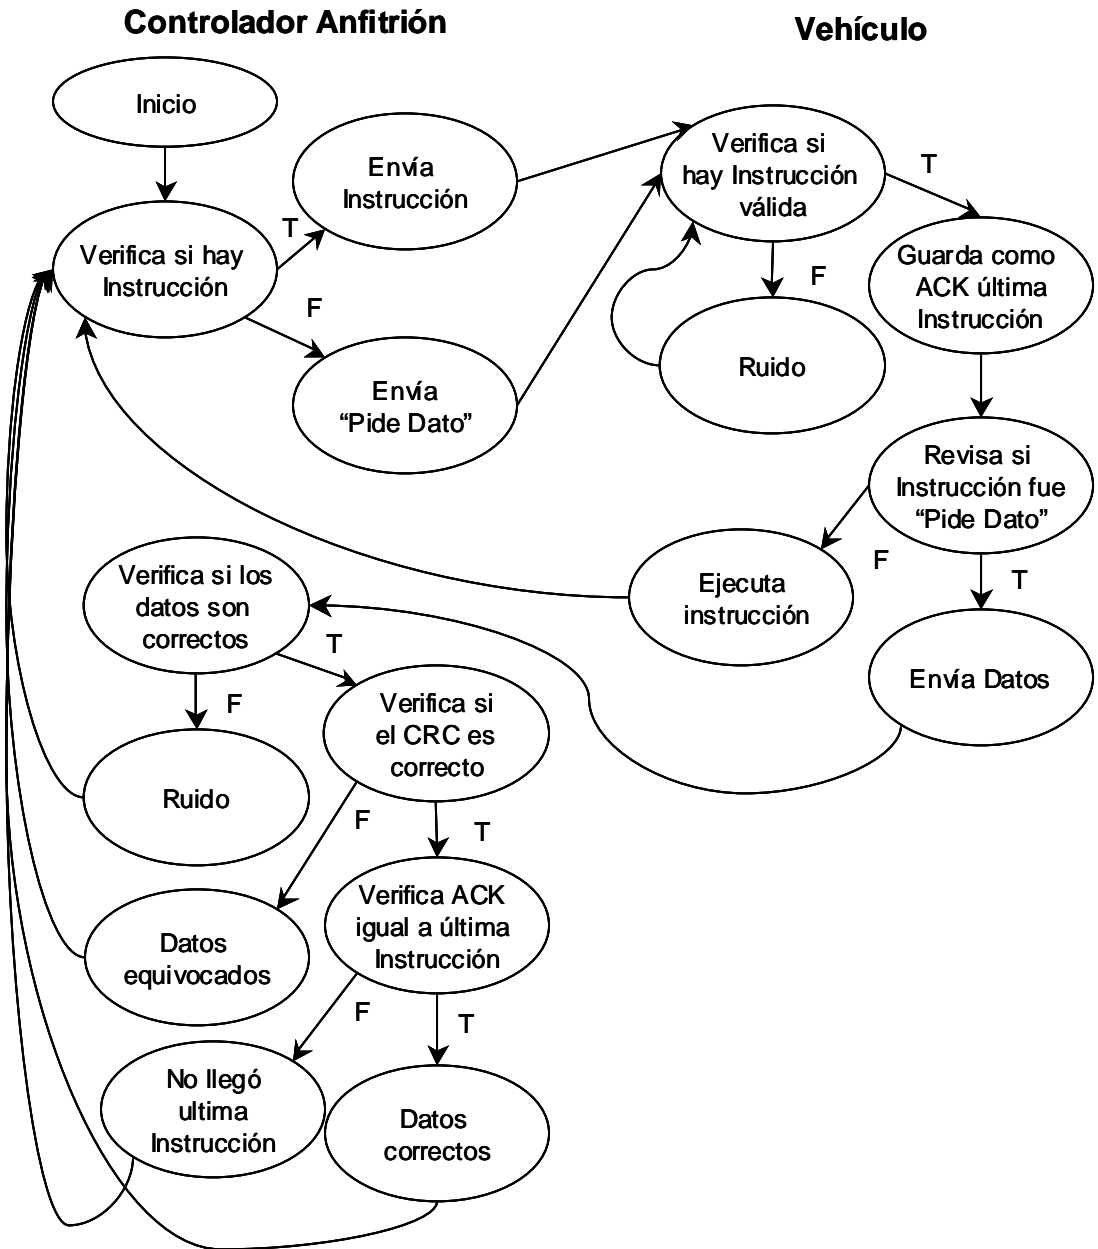 Controlador Anfitrión
Vehículo
Inicio
Envía
Instrucción
Verifica si
hay Instrucción
válida
T
T
Verifica si hay
Instrucción
F
F
Guarda como
ACK última
Instrucción
Envía
“Pide Dato”
Ruido
Revisa si
Instrucción fue
“Pide Dato”
F
T
Ejecuta
instrucción
Envía Datos
Verifica si los
datos son
correctos
T
F
Verifica si
el CRC es
correcto
Ruido
F
T
Verifica ACK
igual a última
Instrucción
Datos
equivocados
F
T
No llegó
ultima
Instrucción
Datos
correctos